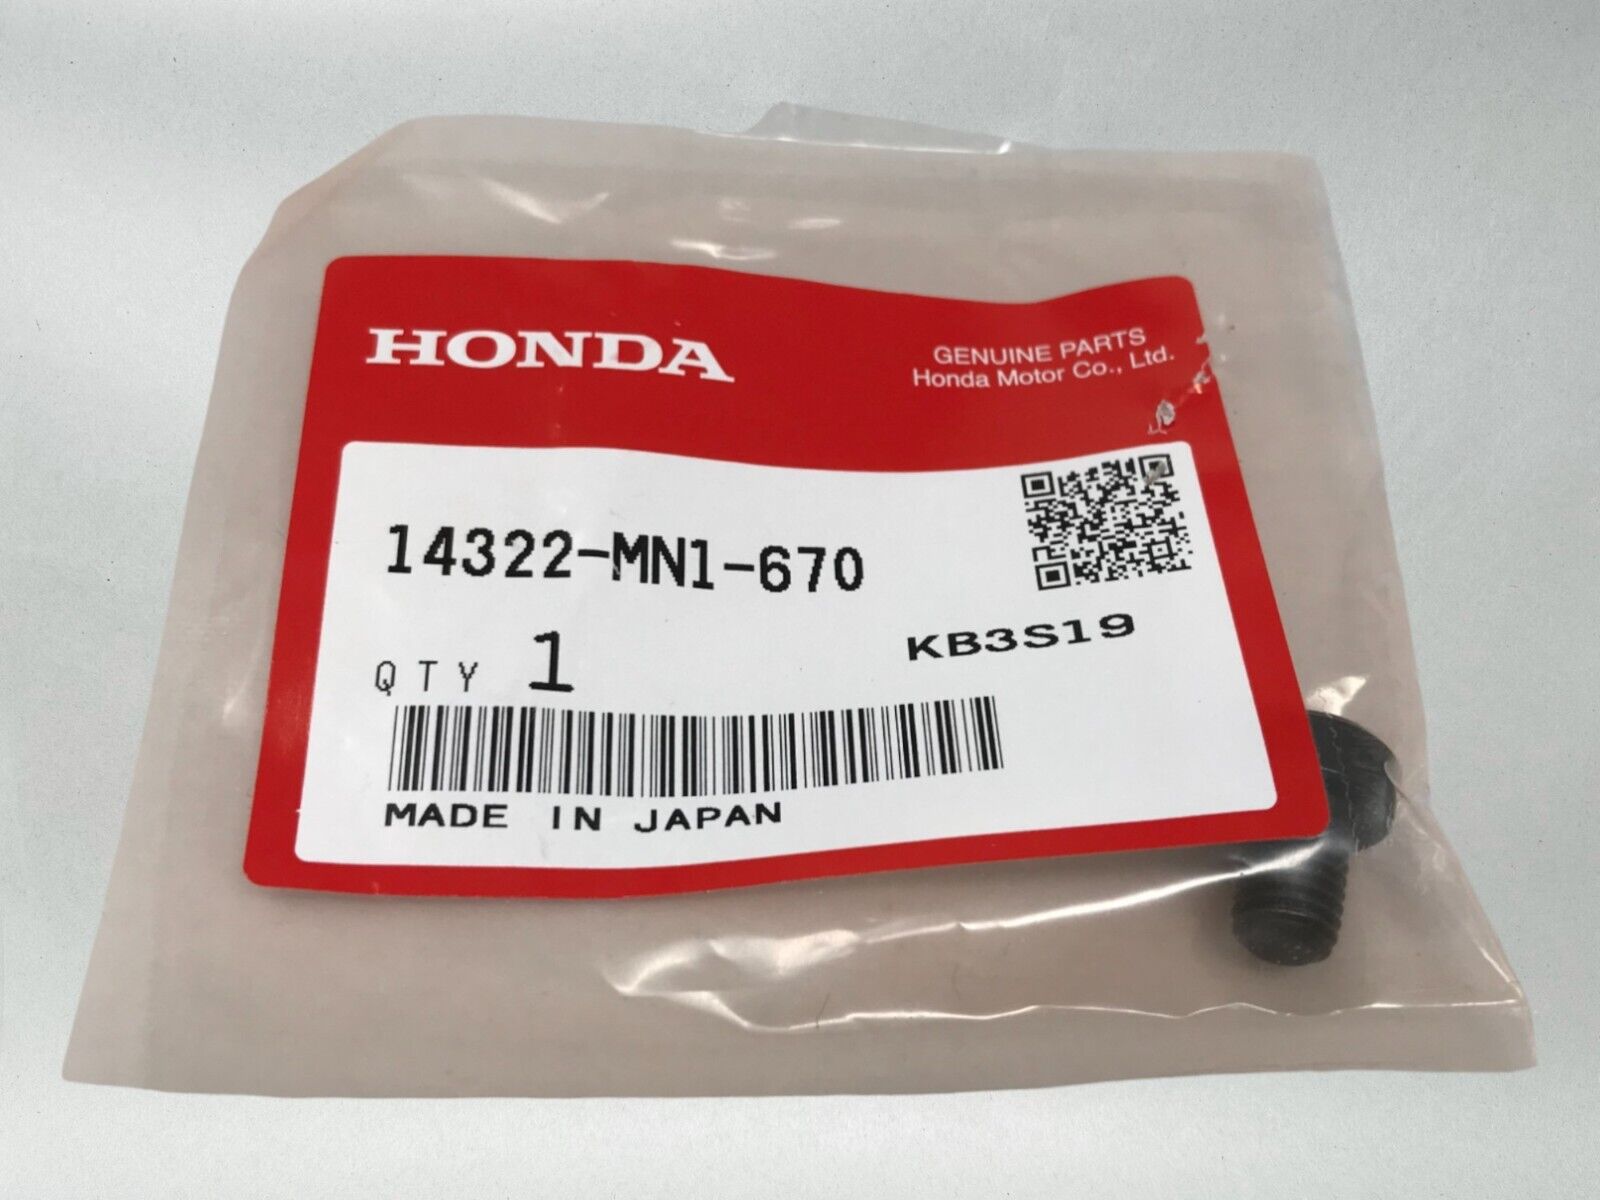 HONDA
GENUINE PARTS
Honda Motor Co., Ltd.
14322-MN1-670
KB3S19
QTY 1
MADE IN JAPAN